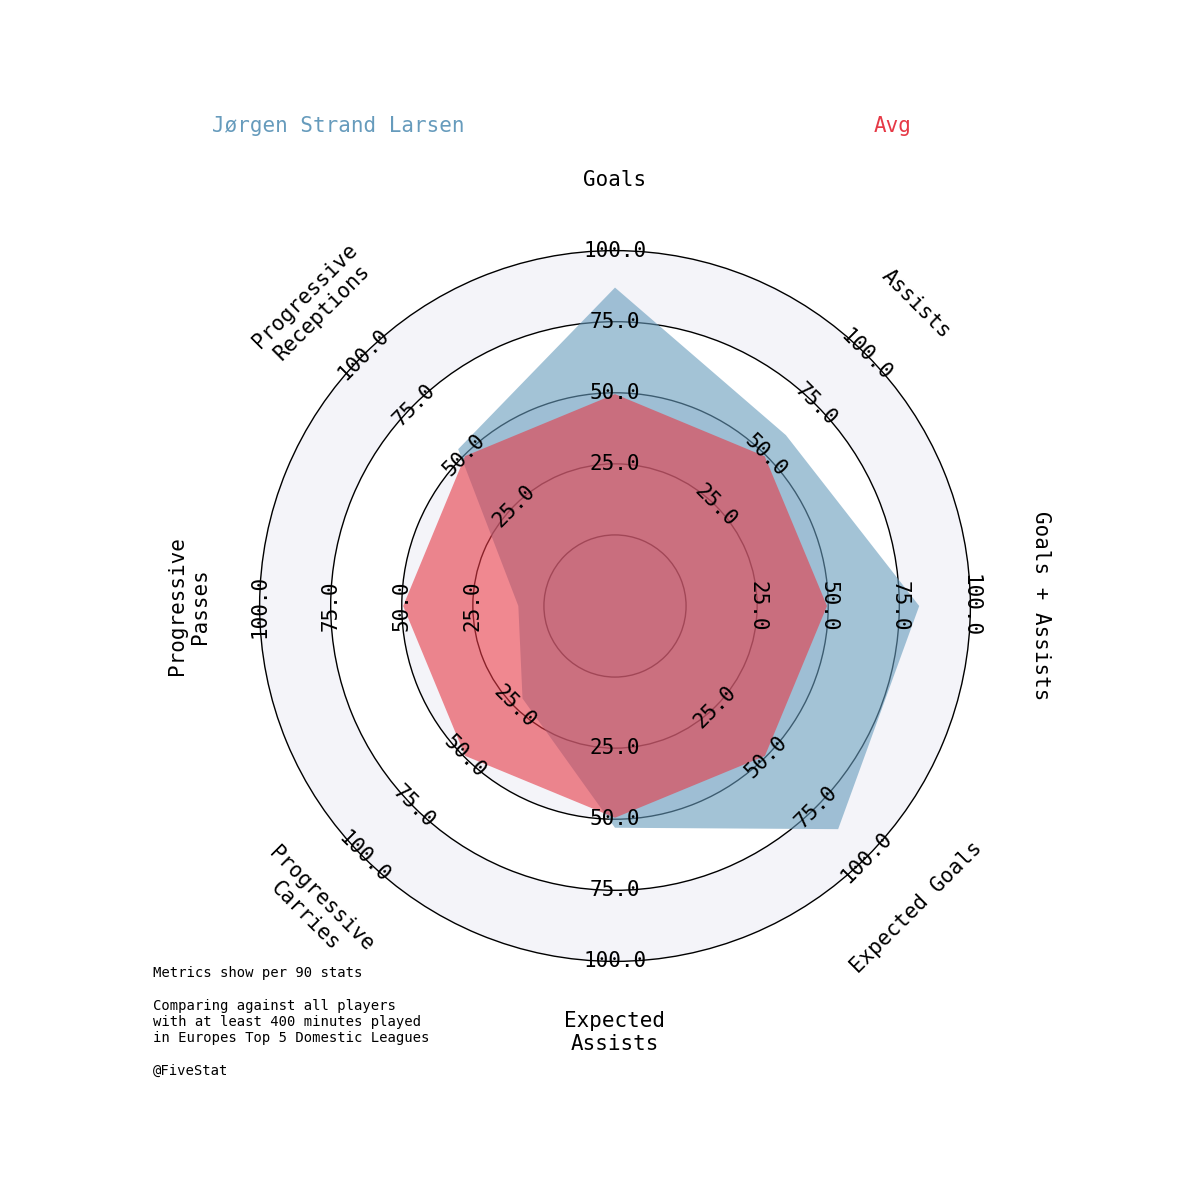 Jørgen Strand Larsen
Avg
Goals
Assists
Goals + Assists
Expected Goals
Expected
Assists
Progressive
Carries
Progressive
Passes
Progressive
Receptions
100.0
75.0
50.0
25.0
100.0
75.0
50.0
25.0
100.0
75.0
50.0
25.0
100.0
75.0
50.0
25.0
100.0
75.0
50.0
25.0
100.0
75.0
50.0
25.0
100.0
75.0
50.0
25.0
100.0
75.0
50.0
25.0
Metrics show per 90 stats
Comparing against all players
with at least 400 minutes played
in Europes Top 5 Domestic Leagues
@FiveStat